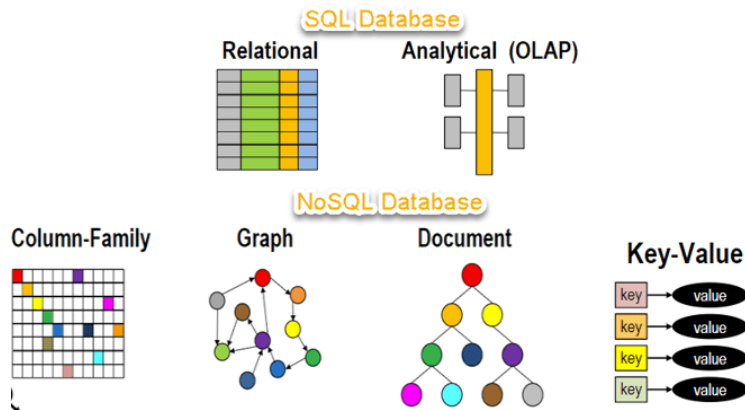 SQL Database
Relational
Analytical (OLAP)
NoSQL Database
Column-Family
Graph
Document
Key-Value
key value
key value
key value
key value